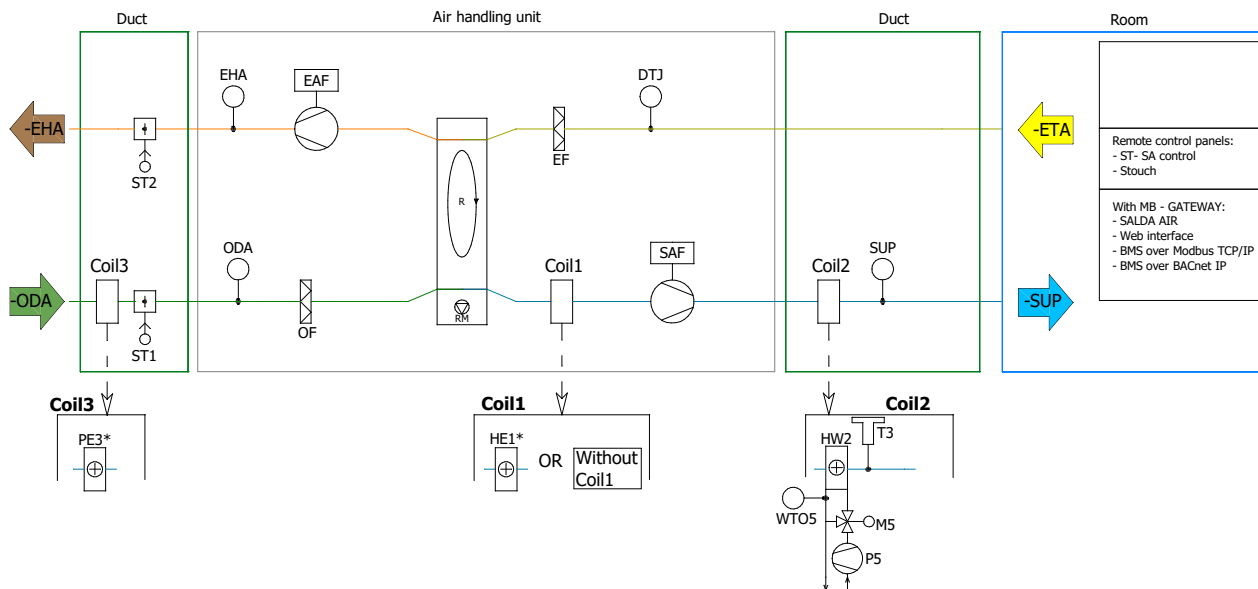 Duct
Air handling unit
Duct
Room
EHA
EAF
DTJ
-EHA
-ETA
ST2
EF
Remote control panels:
- ST- SA control
- Stouch
R
With MB - GATEWAY:
- SALDA AIR
- Web interface
- BMS over Modbus TCP/IP
- BMS over BACnet IP
ODA
SAF
SUP
Coil3
Coil1
Coil2
-ODA
-SUP
RM
ST1
OF
Coil3
Coil1
Coil2
PE3*
HE1*
OR
Without
Coil1
HW2
T3
WTO5
M5
P5